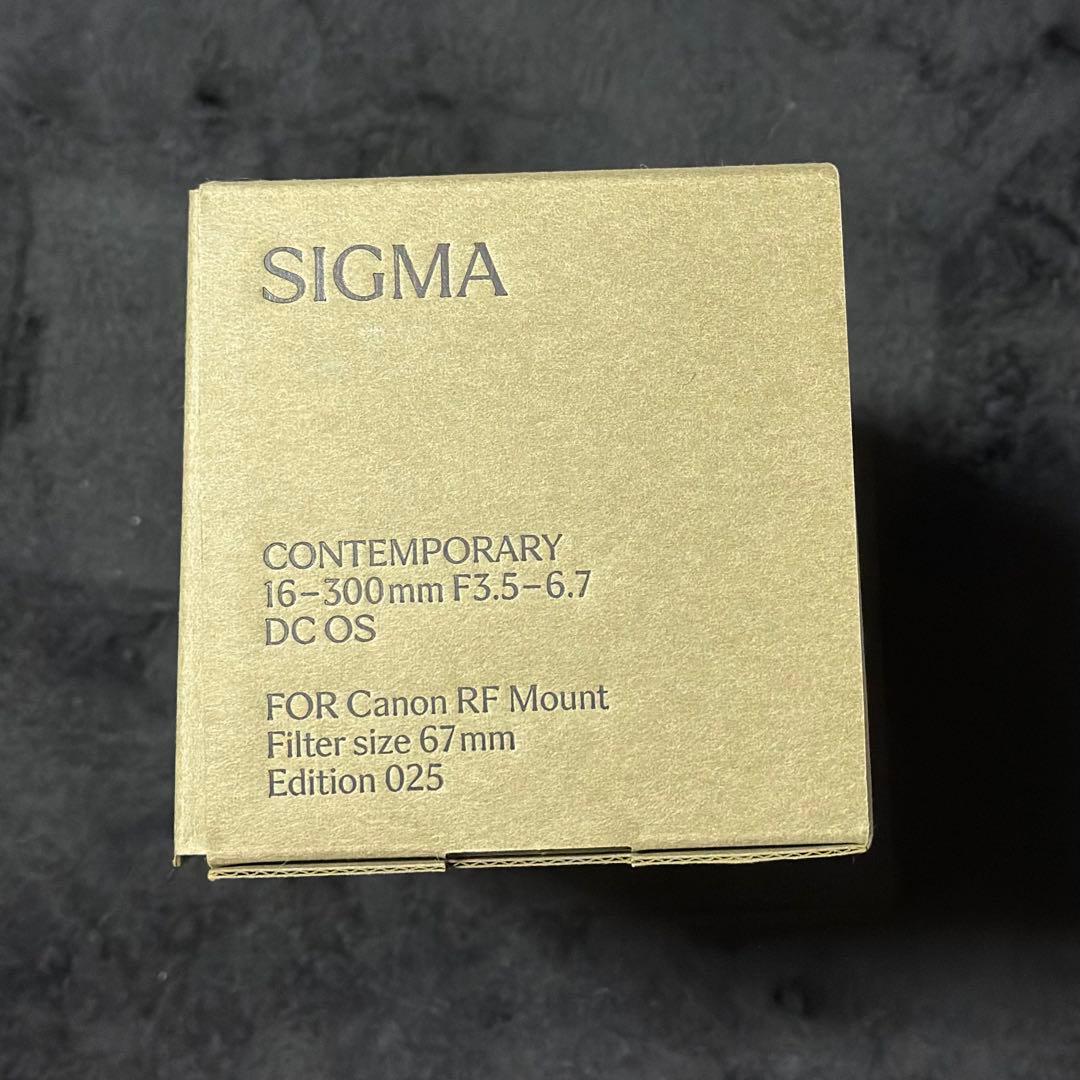 SIGMA
CONTEMPORARY
16–300mm F3.5–6.7
DC OS
FOR Canon RF Mount
Filter size 67mm
Edition 025